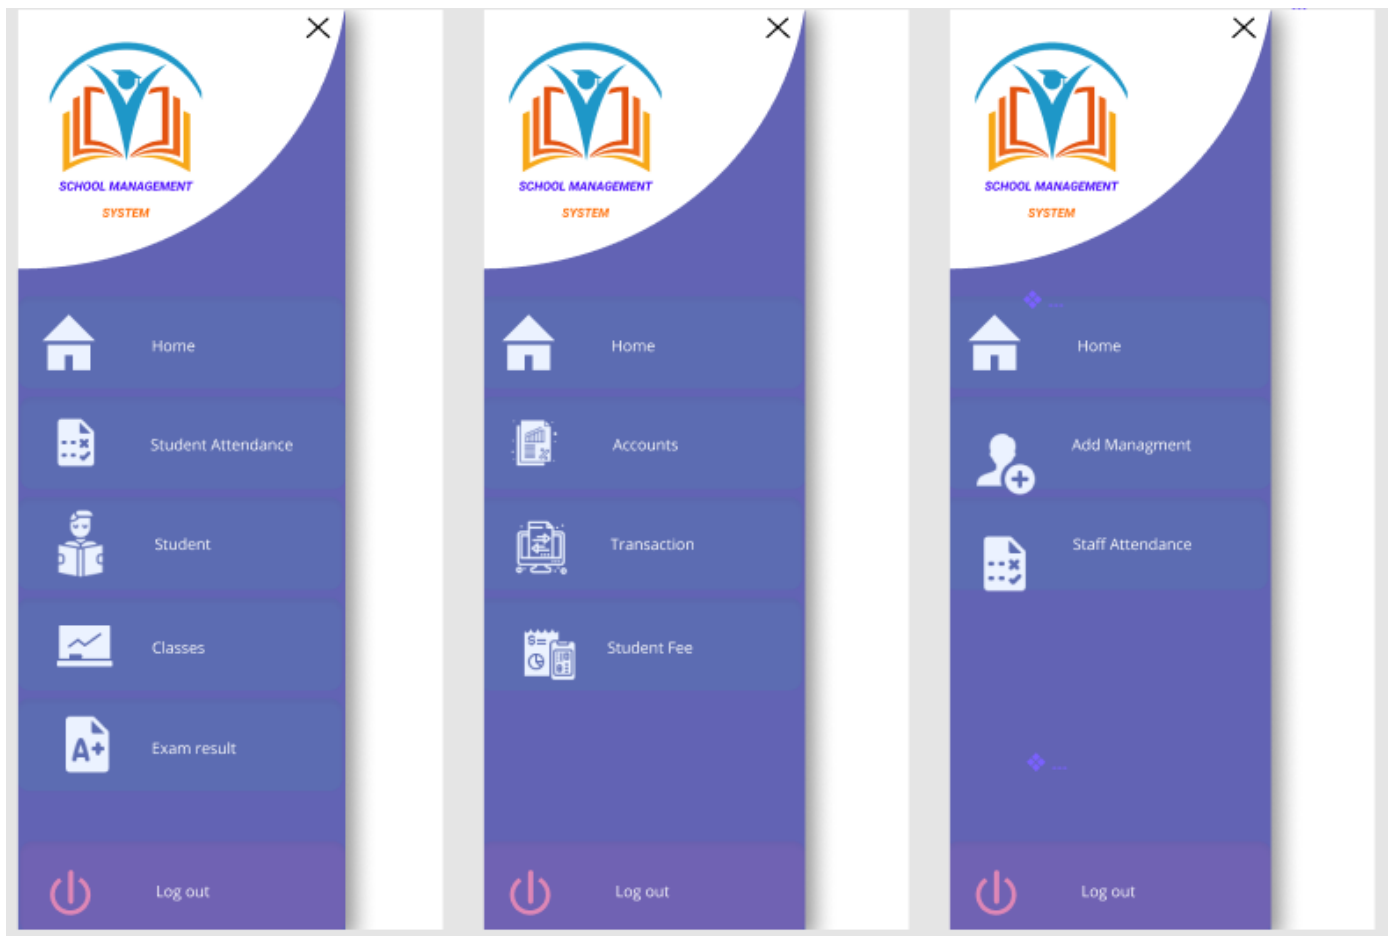 SCHOOL MANAGEMENT
SYSTEM
Home
Student Attendance
Student
Classes
A+
Exam result
Log out
SCHOOL MANAGEMENT
SYSTEM
Home
Accounts
Transaction
$
Student Fee
Log out
...
SCHOOL MANAGEMENT
SYSTEM
❖ ...
Home
Add Managment
Staff Attendance
❖ ...
Log out